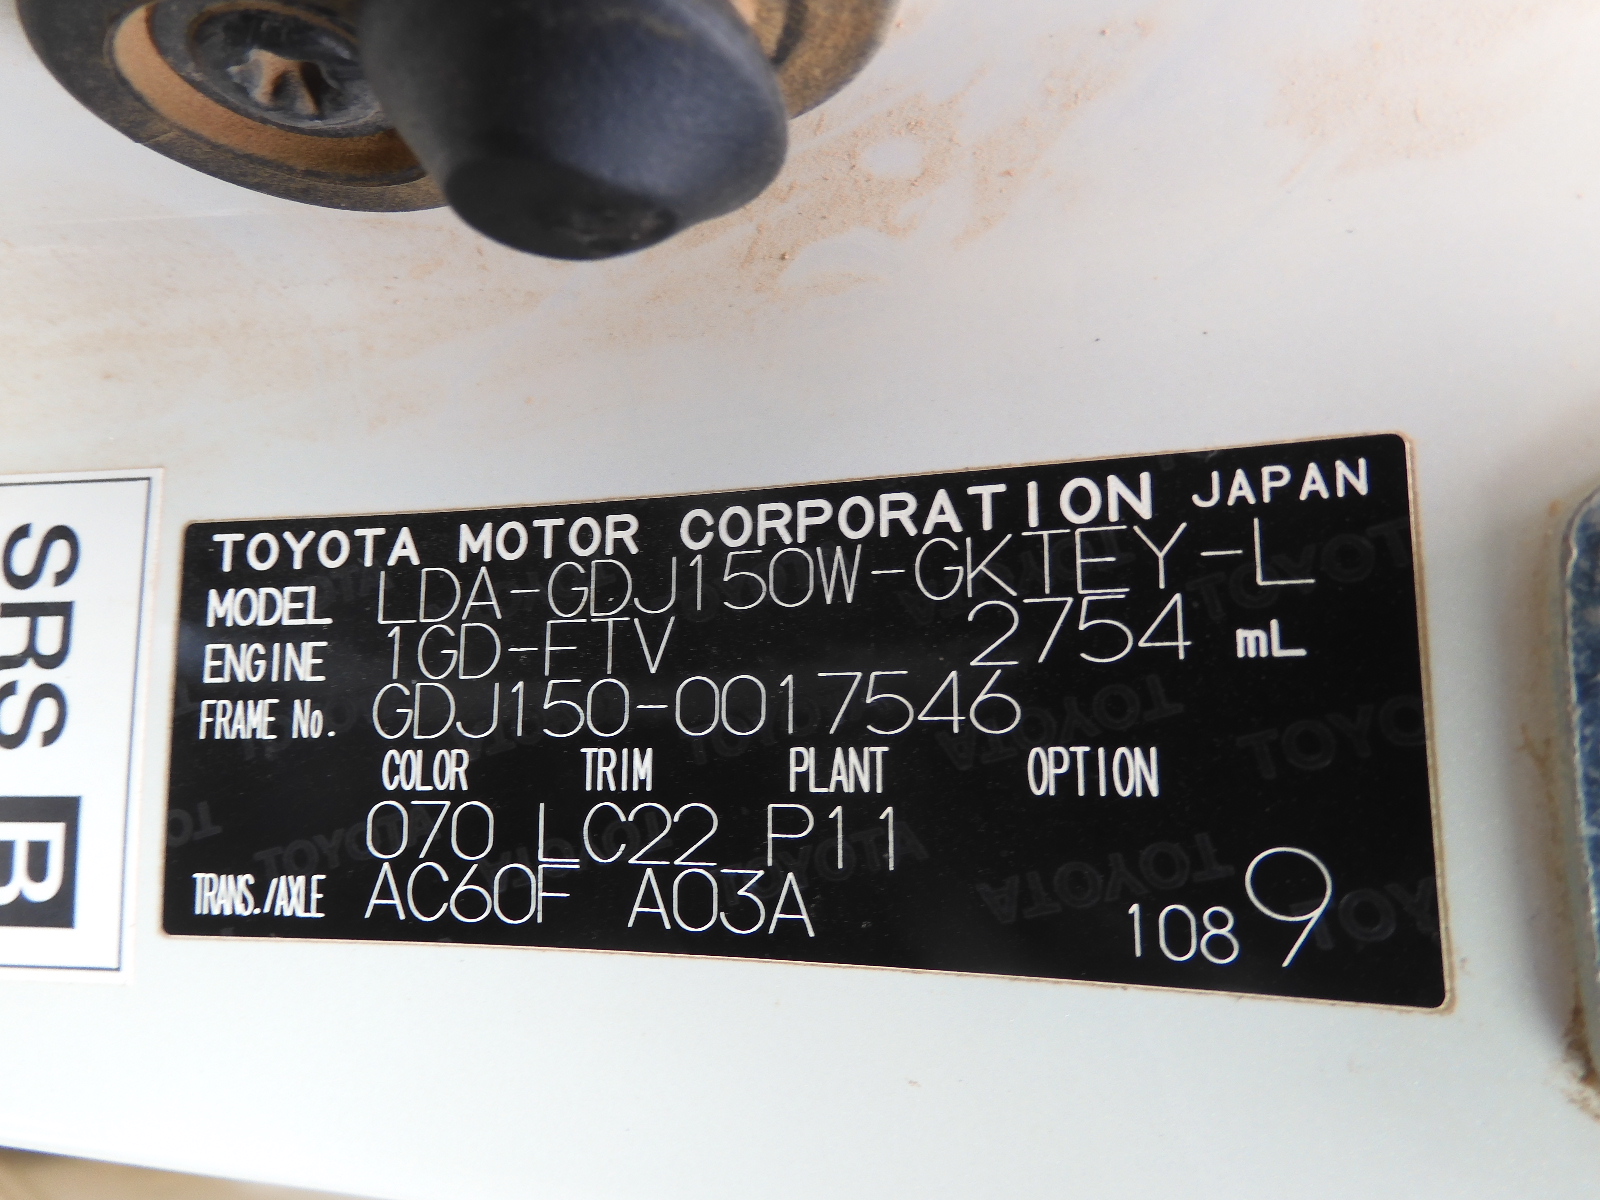 TOYOTA MOTOR CORPORATION JAPAN
MODEL LDA-GDJ150W-GKTEY-L
ENGINE 1GD-FTV 2754 mL
FRAME No. GDJ150-0017546
COLOR TRIM PLANT OPTION
070 LC22 P11
TRANS./AXLE AC60F A03A
1089
SRS B